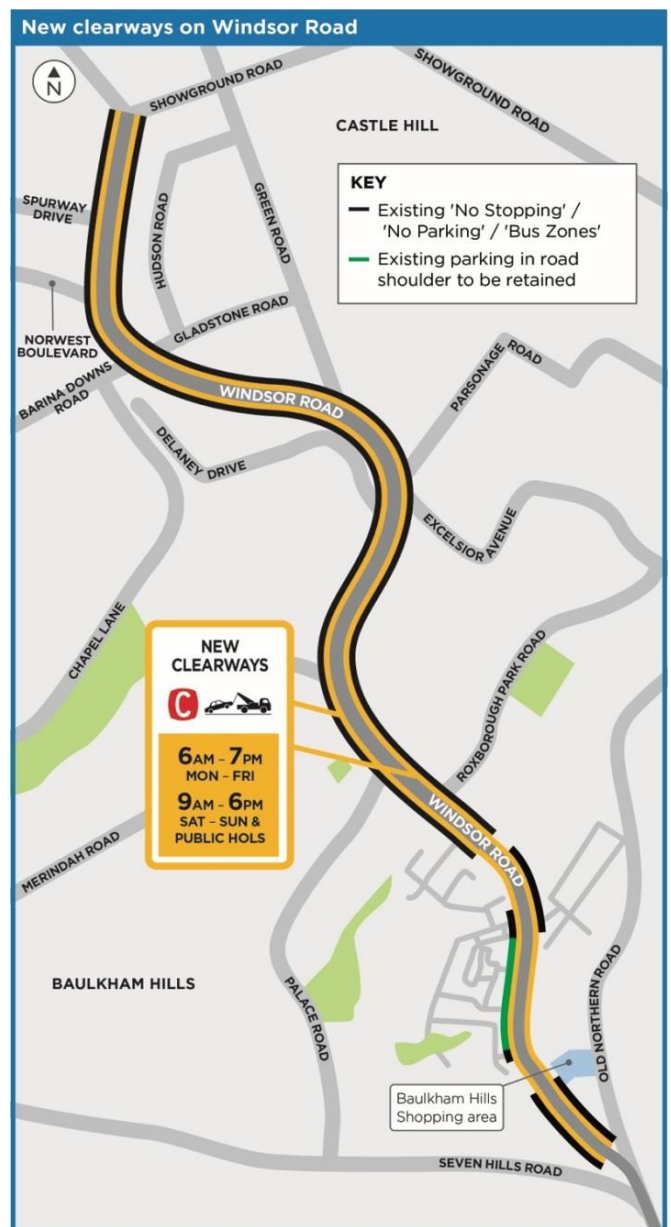 New clearways on Windsor Road
N
SHOWGROUND ROAD
SHOWGROUND ROAD
CASTLE HILL
KEY
Existing 'No Stopping' /
'No Parking' / 'Bus Zones'
Existing parking in road
shoulder to be retained
SPURWAY
DRIVE
HUDSON ROAD
GREEN ROAD
NORWEST
BOULEVARD
GLADSTONE ROAD
BARINA DOWNS
ROAD
WINDSOR ROAD
PARSONAGE
ROAD
DELANEY DRIVE
EXCELSIOR AVENUE
CHAPEL LANE
NEW
CLEARWAYS
C
6AM – 7PM
MON – FRI
9AM – 6PM
SAT – SUN &
PUBLIC HOLS
ROXBOROUGH PARK ROAD
WINDSOR ROAD
MERINDAH ROAD
BAULKHAM HILLS
PALACE ROAD
OLD NORTHERN ROAD
Baulkham Hills
Shopping area
SEVEN HILLS ROAD